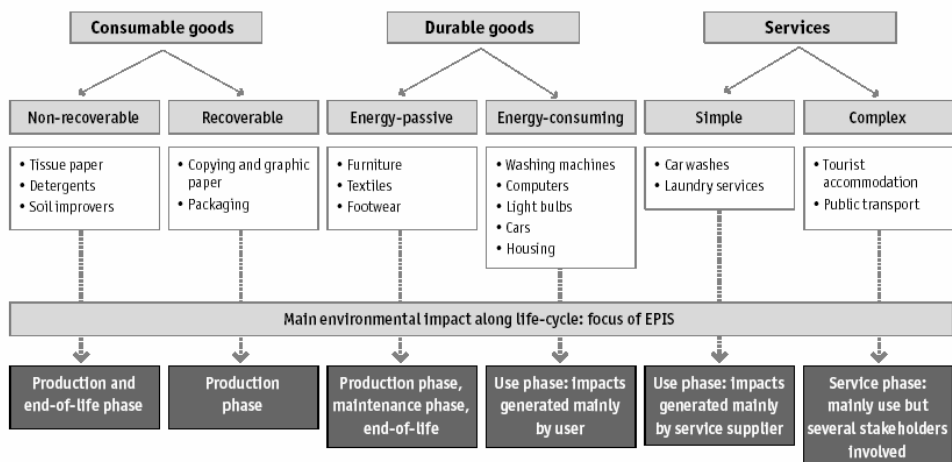 Consumable goods
Durable goods
Services
Non-recoverable
Recoverable
Energy-passive
Energy-consuming
Simple
Complex
• Tissue paper
• Detergents
• Soil improvers
• Copying and graphic
paper
• Packaging
• Furniture
• Textiles
• Footwear
• Washing machines
• Computers
• Light bulbs
• Cars
• Housing
• Car washes
• Laundry services
• Tourist
accommodation
• Public transport
Main environmental impact along life-cycle: focus of EPIS
Production and
end-of-life phase
Production
phase
Production phase,
maintenance phase,
end-of-life
Use phase: impacts
generated mainly
by user
Use phase: impacts
generated mainly
by service supplier
Service phase:
mainly use but
several stakeholders
involved